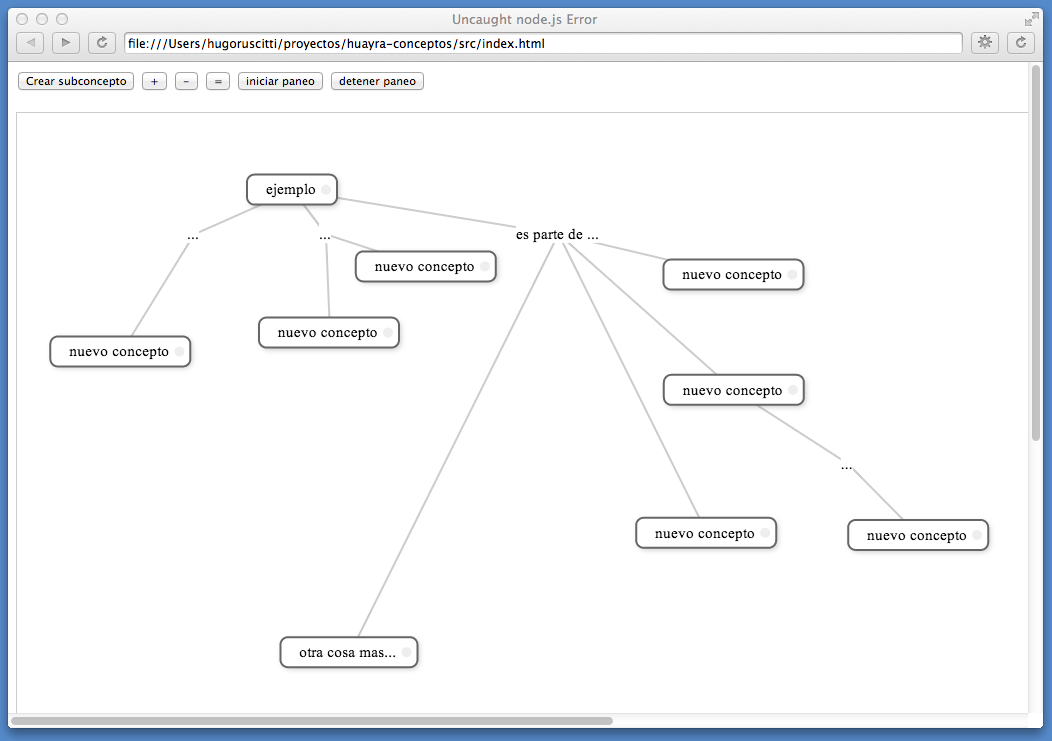 Uncaught node.js Error
file:///Users/hugoruscitti/proyectos/huayra-conceptos/src/index.html
Crear subconcepto + - = iniciar paneo detener paneo
ejemplo
...
...
es parte de ...
nuevo concepto
nuevo concepto
nuevo concepto
nuevo concepto
nuevo concepto
...
nuevo concepto
nuevo concepto
otra cosa mas...